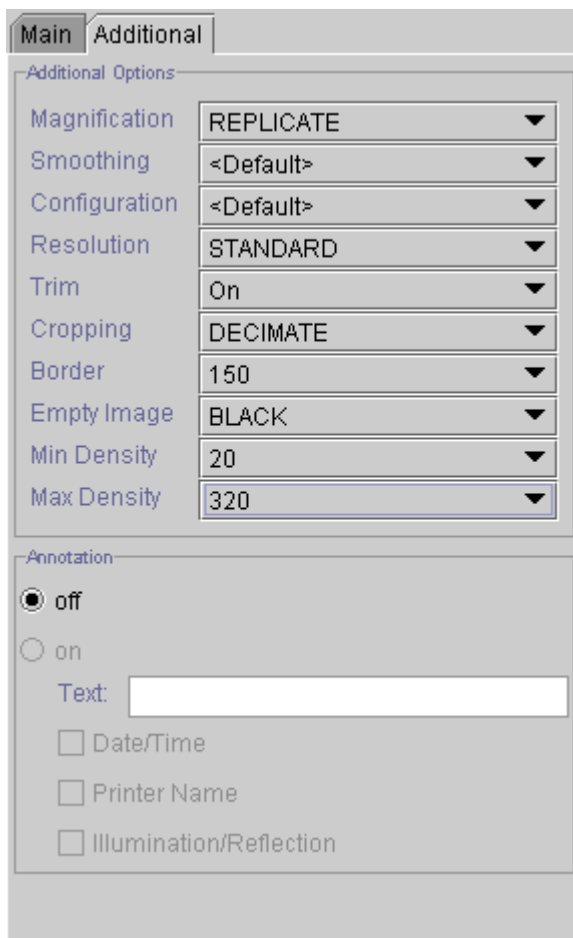 Main Additional
Additional Options
Magnification REPLICATE
Smoothing <Default>
Configuration <Default>
Resolution STANDARD
Trim On
Cropping DECIMATE
Border 150
Empty Image BLACK
Min Density 20
Max Density 320
Annotation
off
on
Text:
Date/Time
Printer Name
Illumination/Reflection